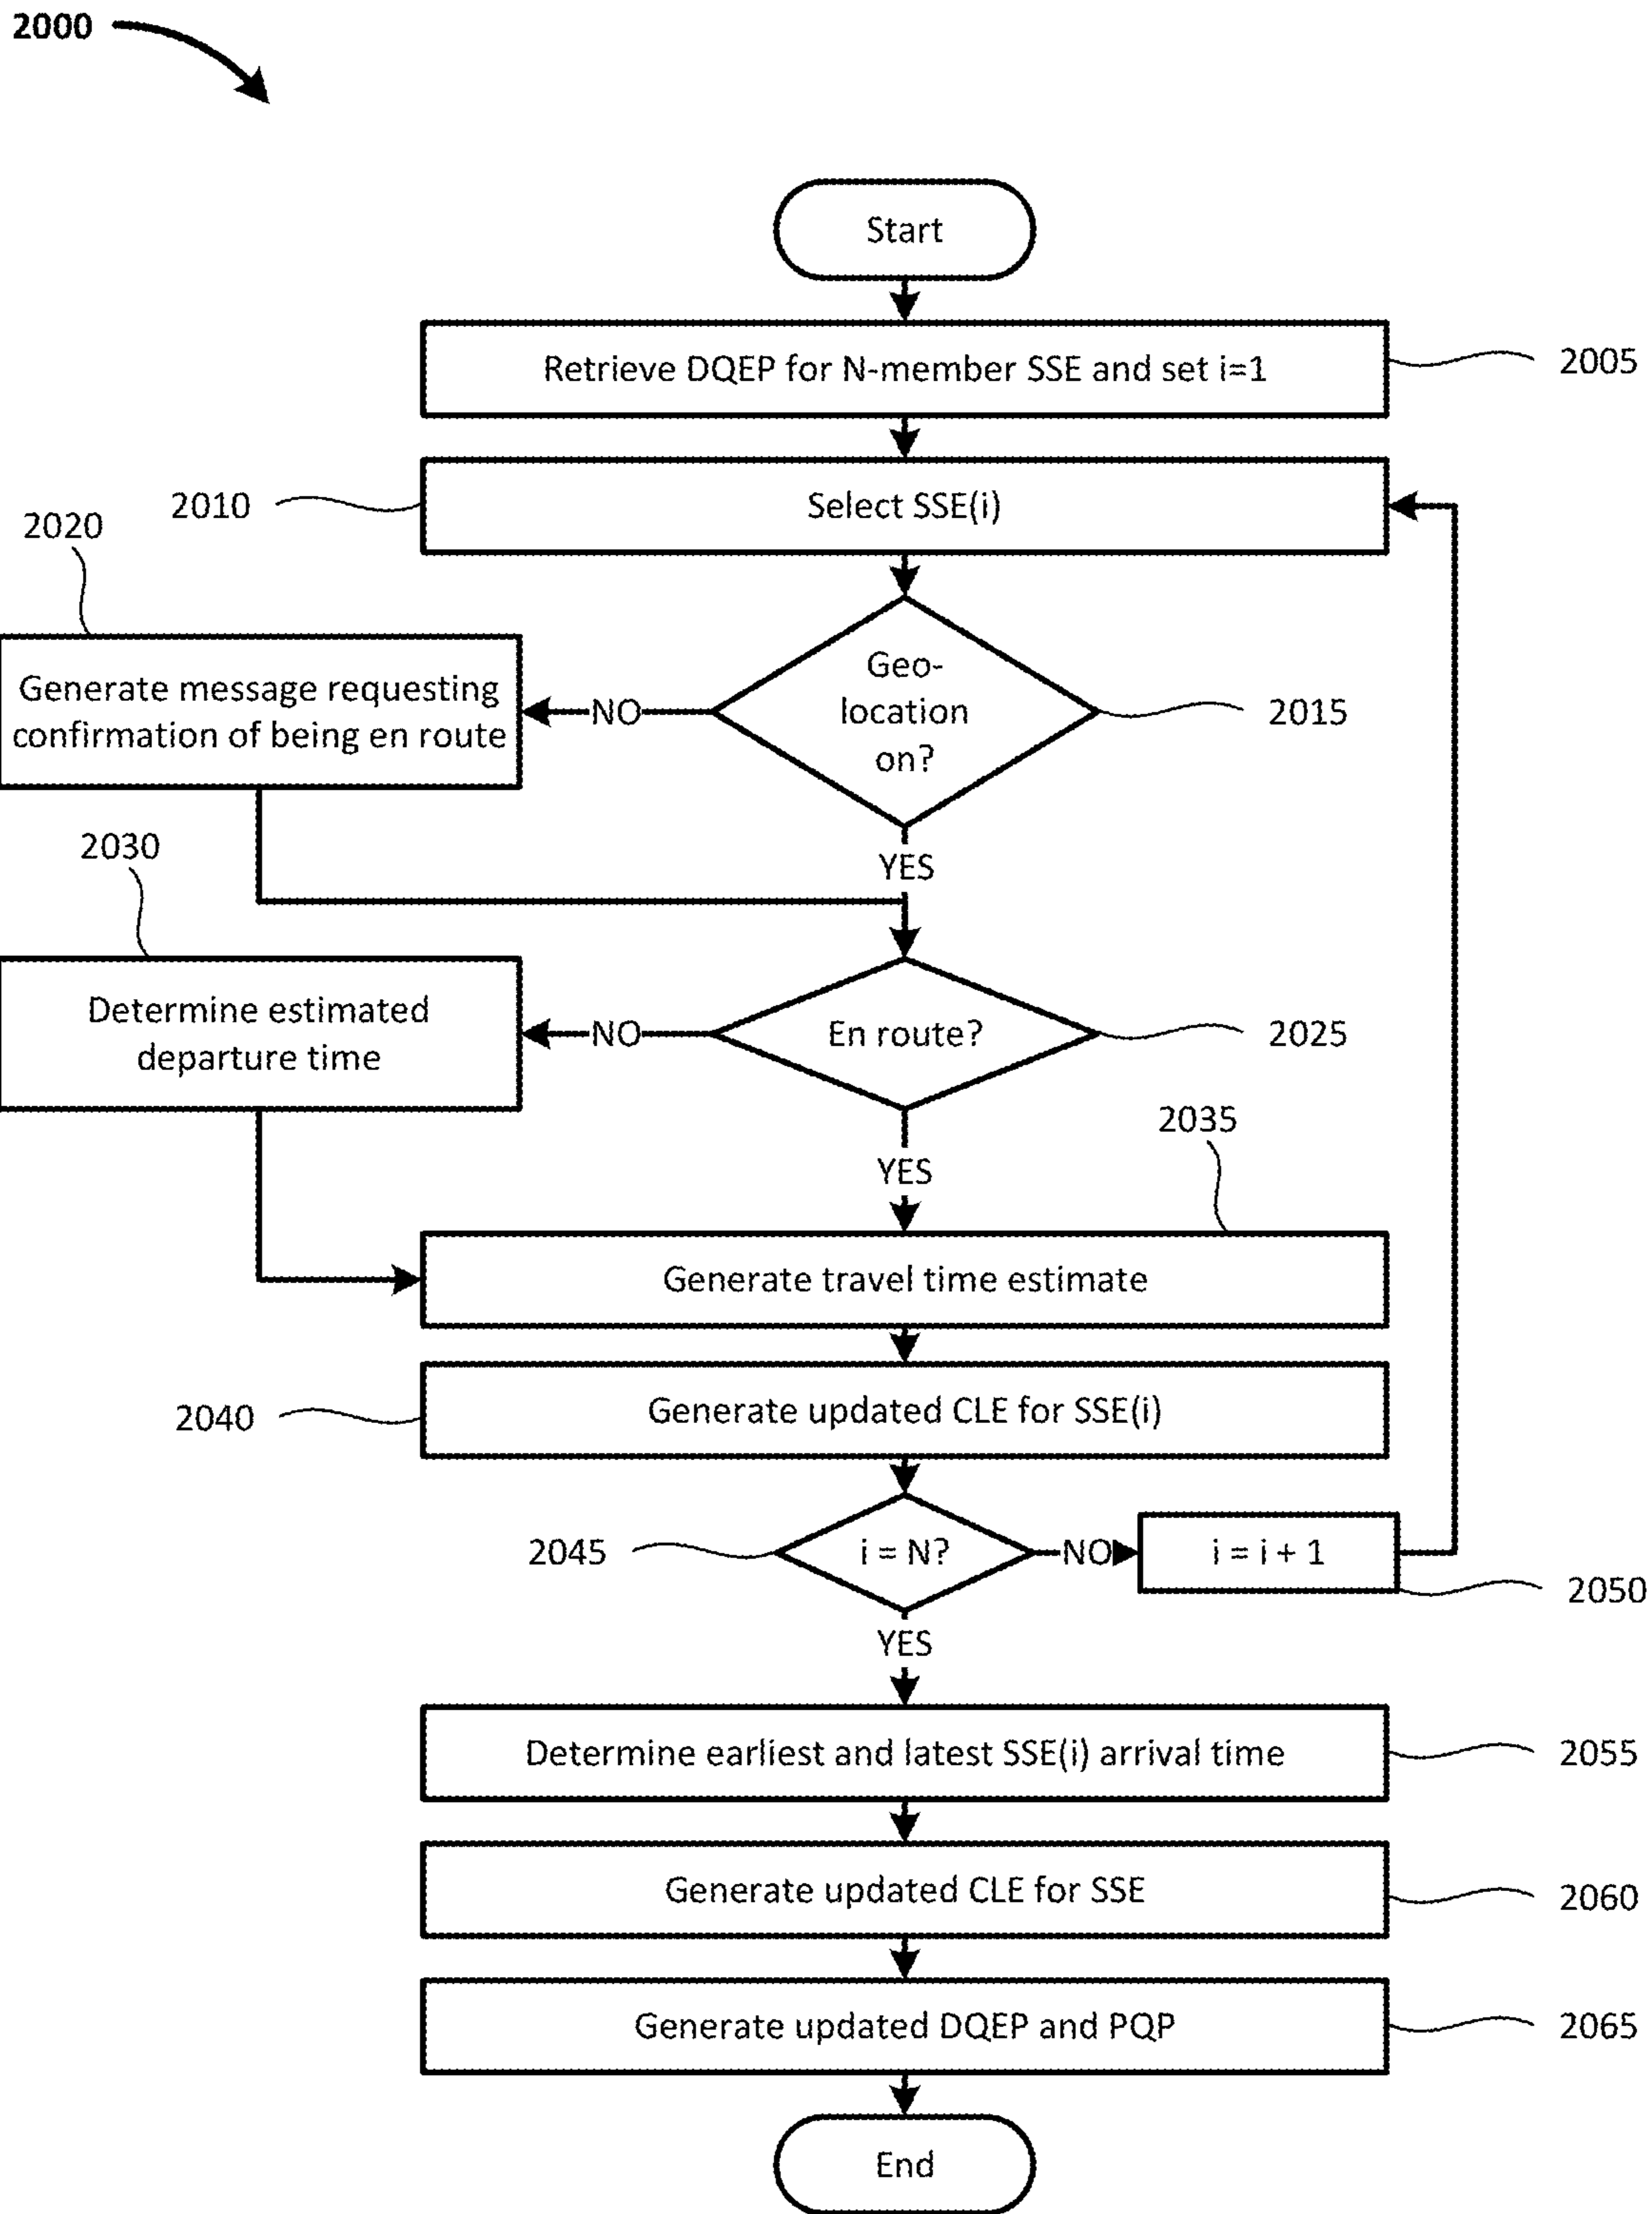 2000
Start
Retrieve DQEP for N-member SSE and set i=1
2005
2010
Select SSE(i)
2020
Generate message requesting
confirmation of being en route
NO
Geo-
location
on?
2015
YES
2030
Determine estimated
departure time
NO
En route?
2025
YES
2035
Generate travel time estimate
2040
Generate updated CLE for SSE(i)
2045
i = N?
NO
i = i + 1
2050
YES
Determine earliest and latest SSE(i) arrival time
2055
Generate updated CLE for SSE
2060
Generate updated DQEP and PQP
2065
End